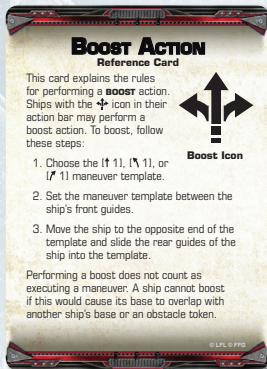 Boost Action
Reference Card
This card explains the rules
for performing a BOOST action.
Ships with the icon in their
action bar may perform a
boost action. To boost, follow
these steps:
Boost Icon
1. Choose the [↑ 1], [↖ 1], or
[↗ 1] maneuver template.
2. Set the maneuver template between the
ship's front guides.
3. Move the ship to the opposite end of the
template and slide the rear guides of the
ship into the template.
Performing a boost does not count as
executing a maneuver. A ship cannot boost
if this would cause its base to overlap with
another ship's base or an obstacle token.
© LFL © FFG